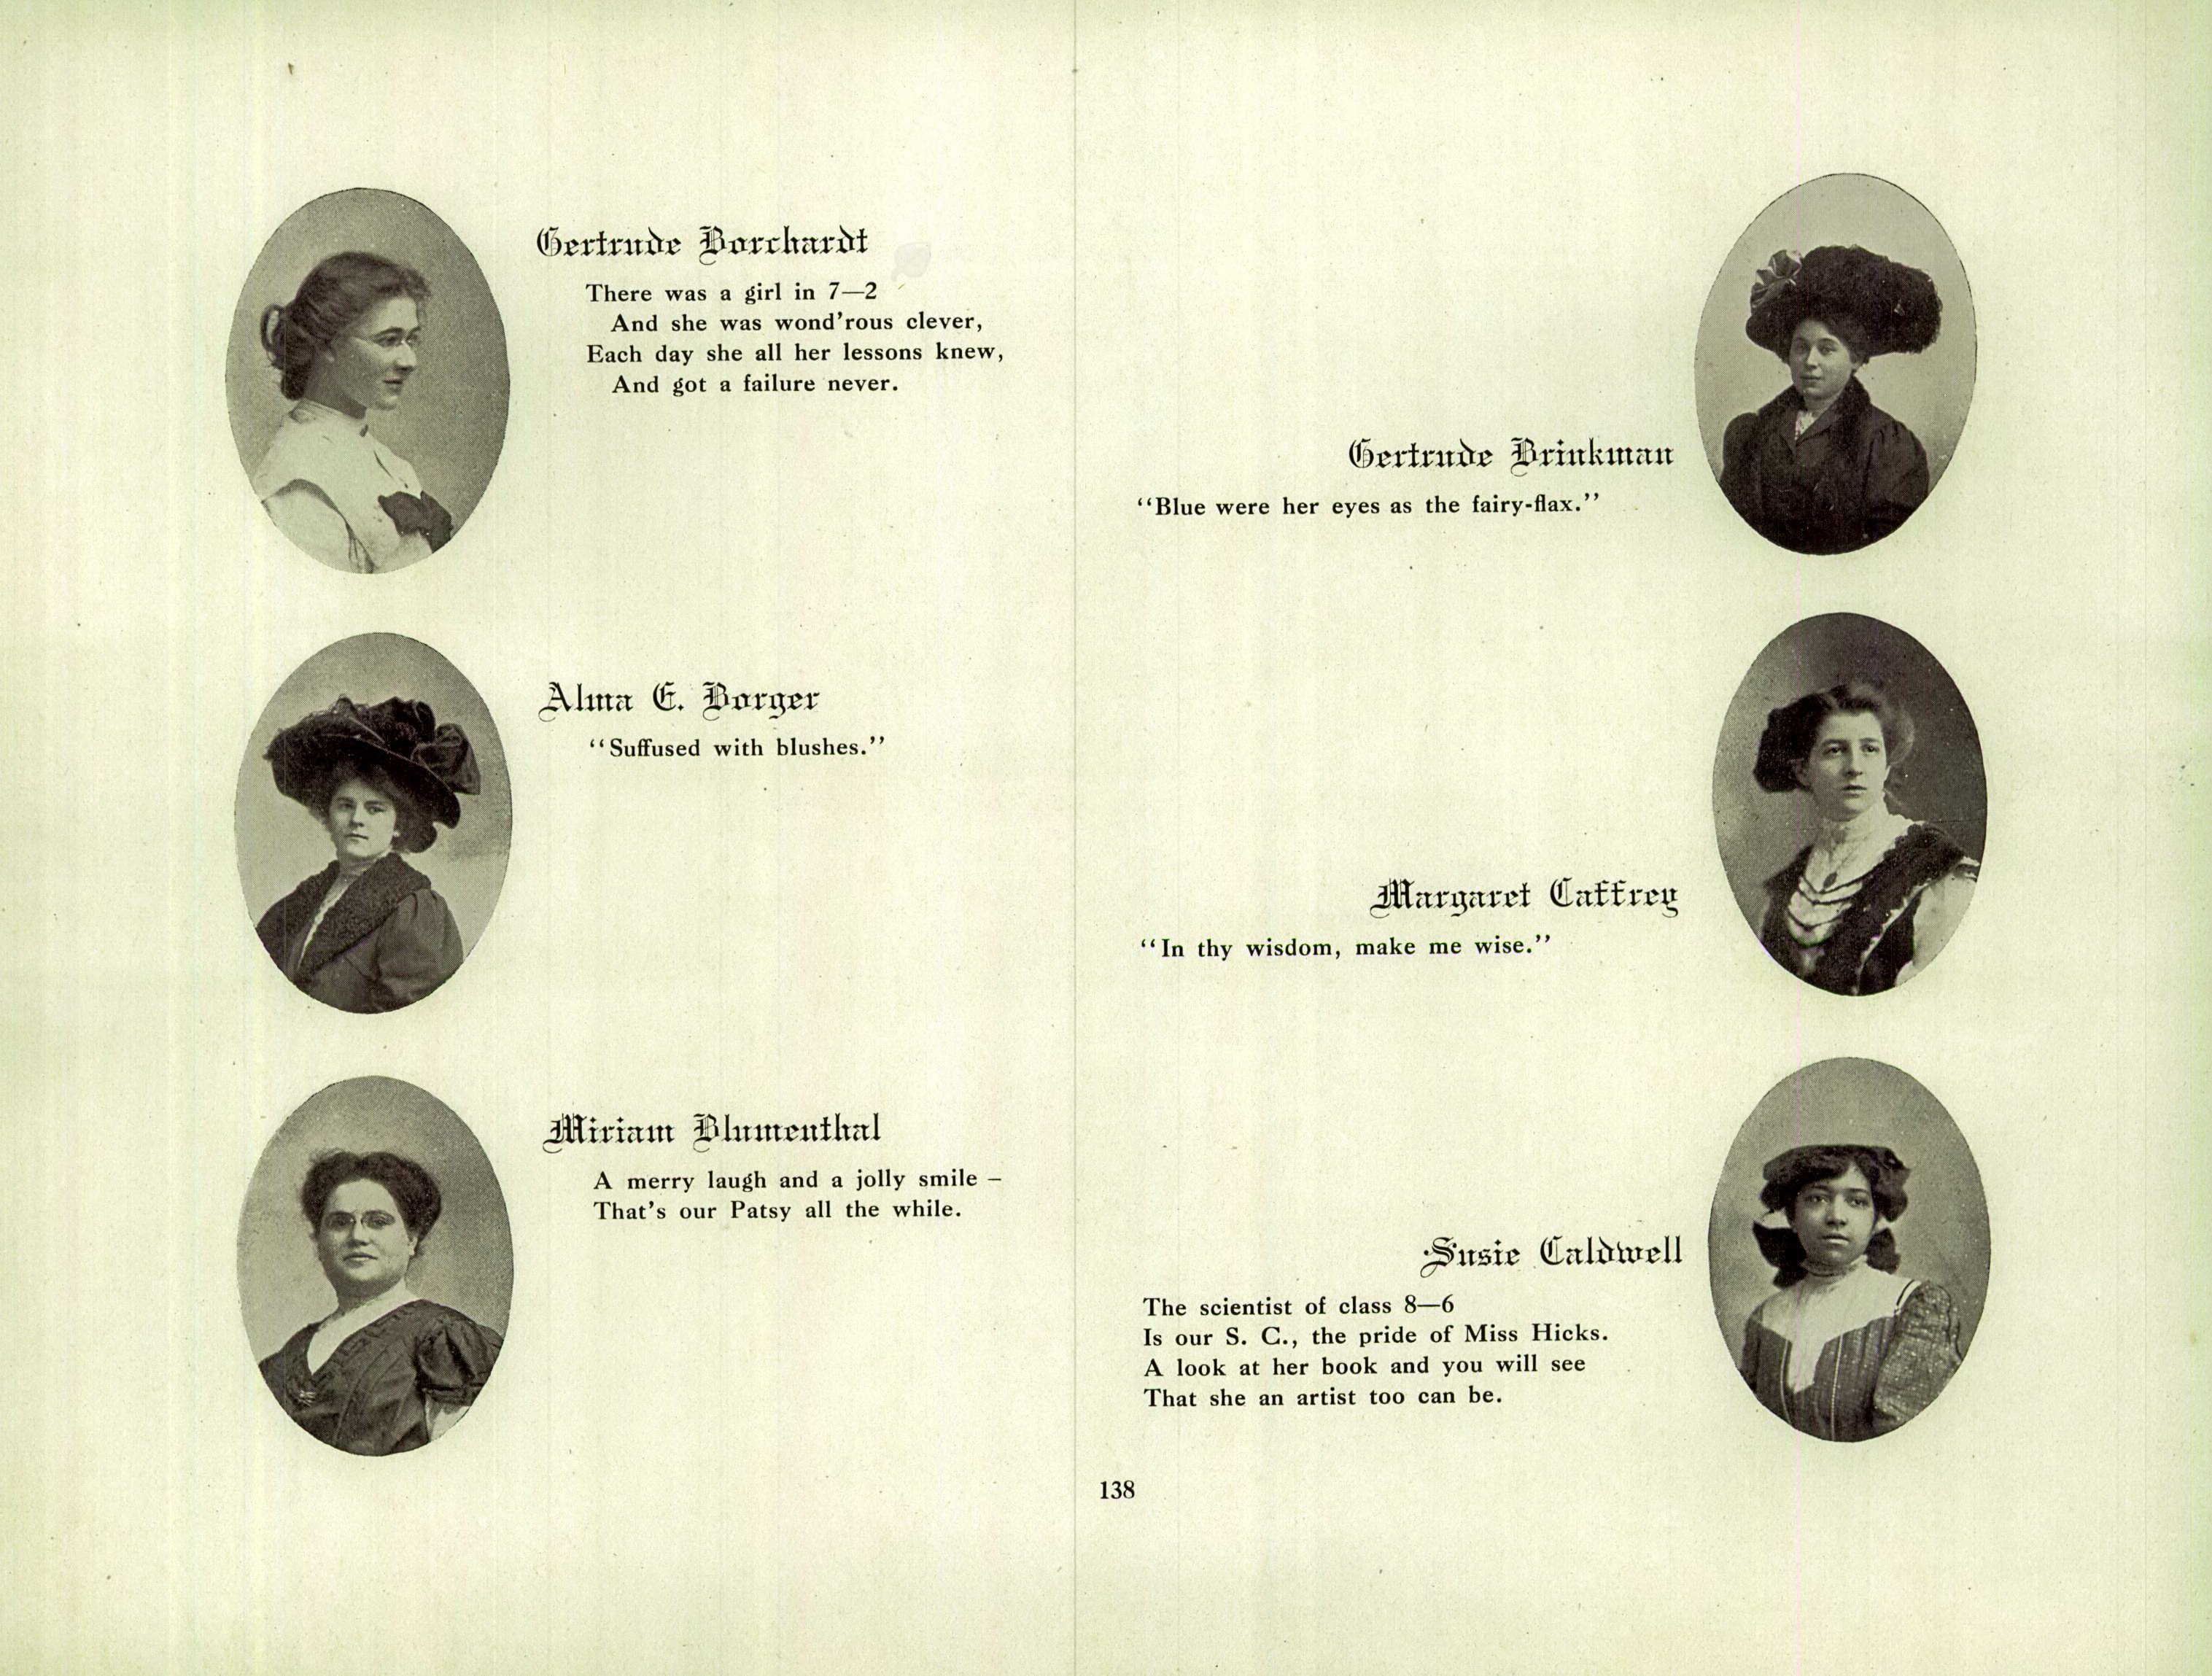 Gertrude Borchardt
There was a girl in 7—2
And she was wond'rous clever,
Each day she all her lessons knew,
And got a failure never.
Alma E. Borger
"Suffused with blushes."
Miriam Blumenthal
A merry laugh and a jolly smile –
That's our Patsy all the while.
Gertrude Brinkman
"Blue were her eyes as the fairy-flax."
Margaret Caffrey
"In thy wisdom, make me wise."
Susie Caldwell
The scientist of class 8—6
Is our S. C., the pride of Miss Hicks.
A look at her book and you will see
That she an artist too can be.
138